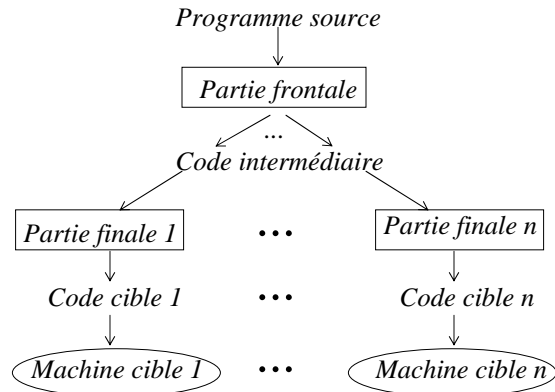 Programme source
Partie frontale
...
Code intermédiaire
Partie finale 1 ... Partie finale n
Code cible 1 ... Code cible n
Machine cible 1 ... Machine cible n